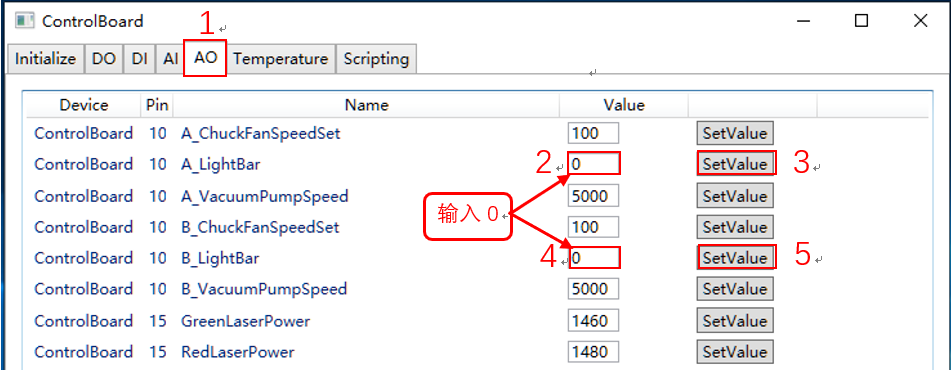 ControlBoard
1
Initialize DO DI AI AO Temperature Scripting
Device Pin Name Value
ControlBoard 10 A_ChuckFanSpeedSet 100 SetValue
ControlBoard 10 A_LightBar 2 0 SetValue 3
ControlBoard 10 A_VacuumPumpSpeed 5000 SetValue
输入 0
ControlBoard 10 B_ChuckFanSpeedSet 100 SetValue
ControlBoard 10 B_LightBar 4 0 SetValue 5
ControlBoard 10 B_VacuumPumpSpeed 5000 SetValue
ControlBoard 15 GreenLaserPower 1460 SetValue
ControlBoard 15 RedLaserPower 1480 SetValue